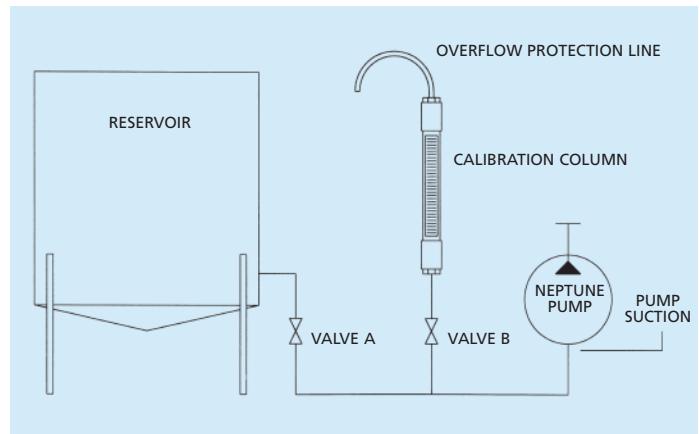 OVERFLOW PROTECTION LINE
RESERVOIR
CALIBRATION COLUMN
NEPTUNE
PUMP
PUMP
SUCTION
VALVE A
VALVE B